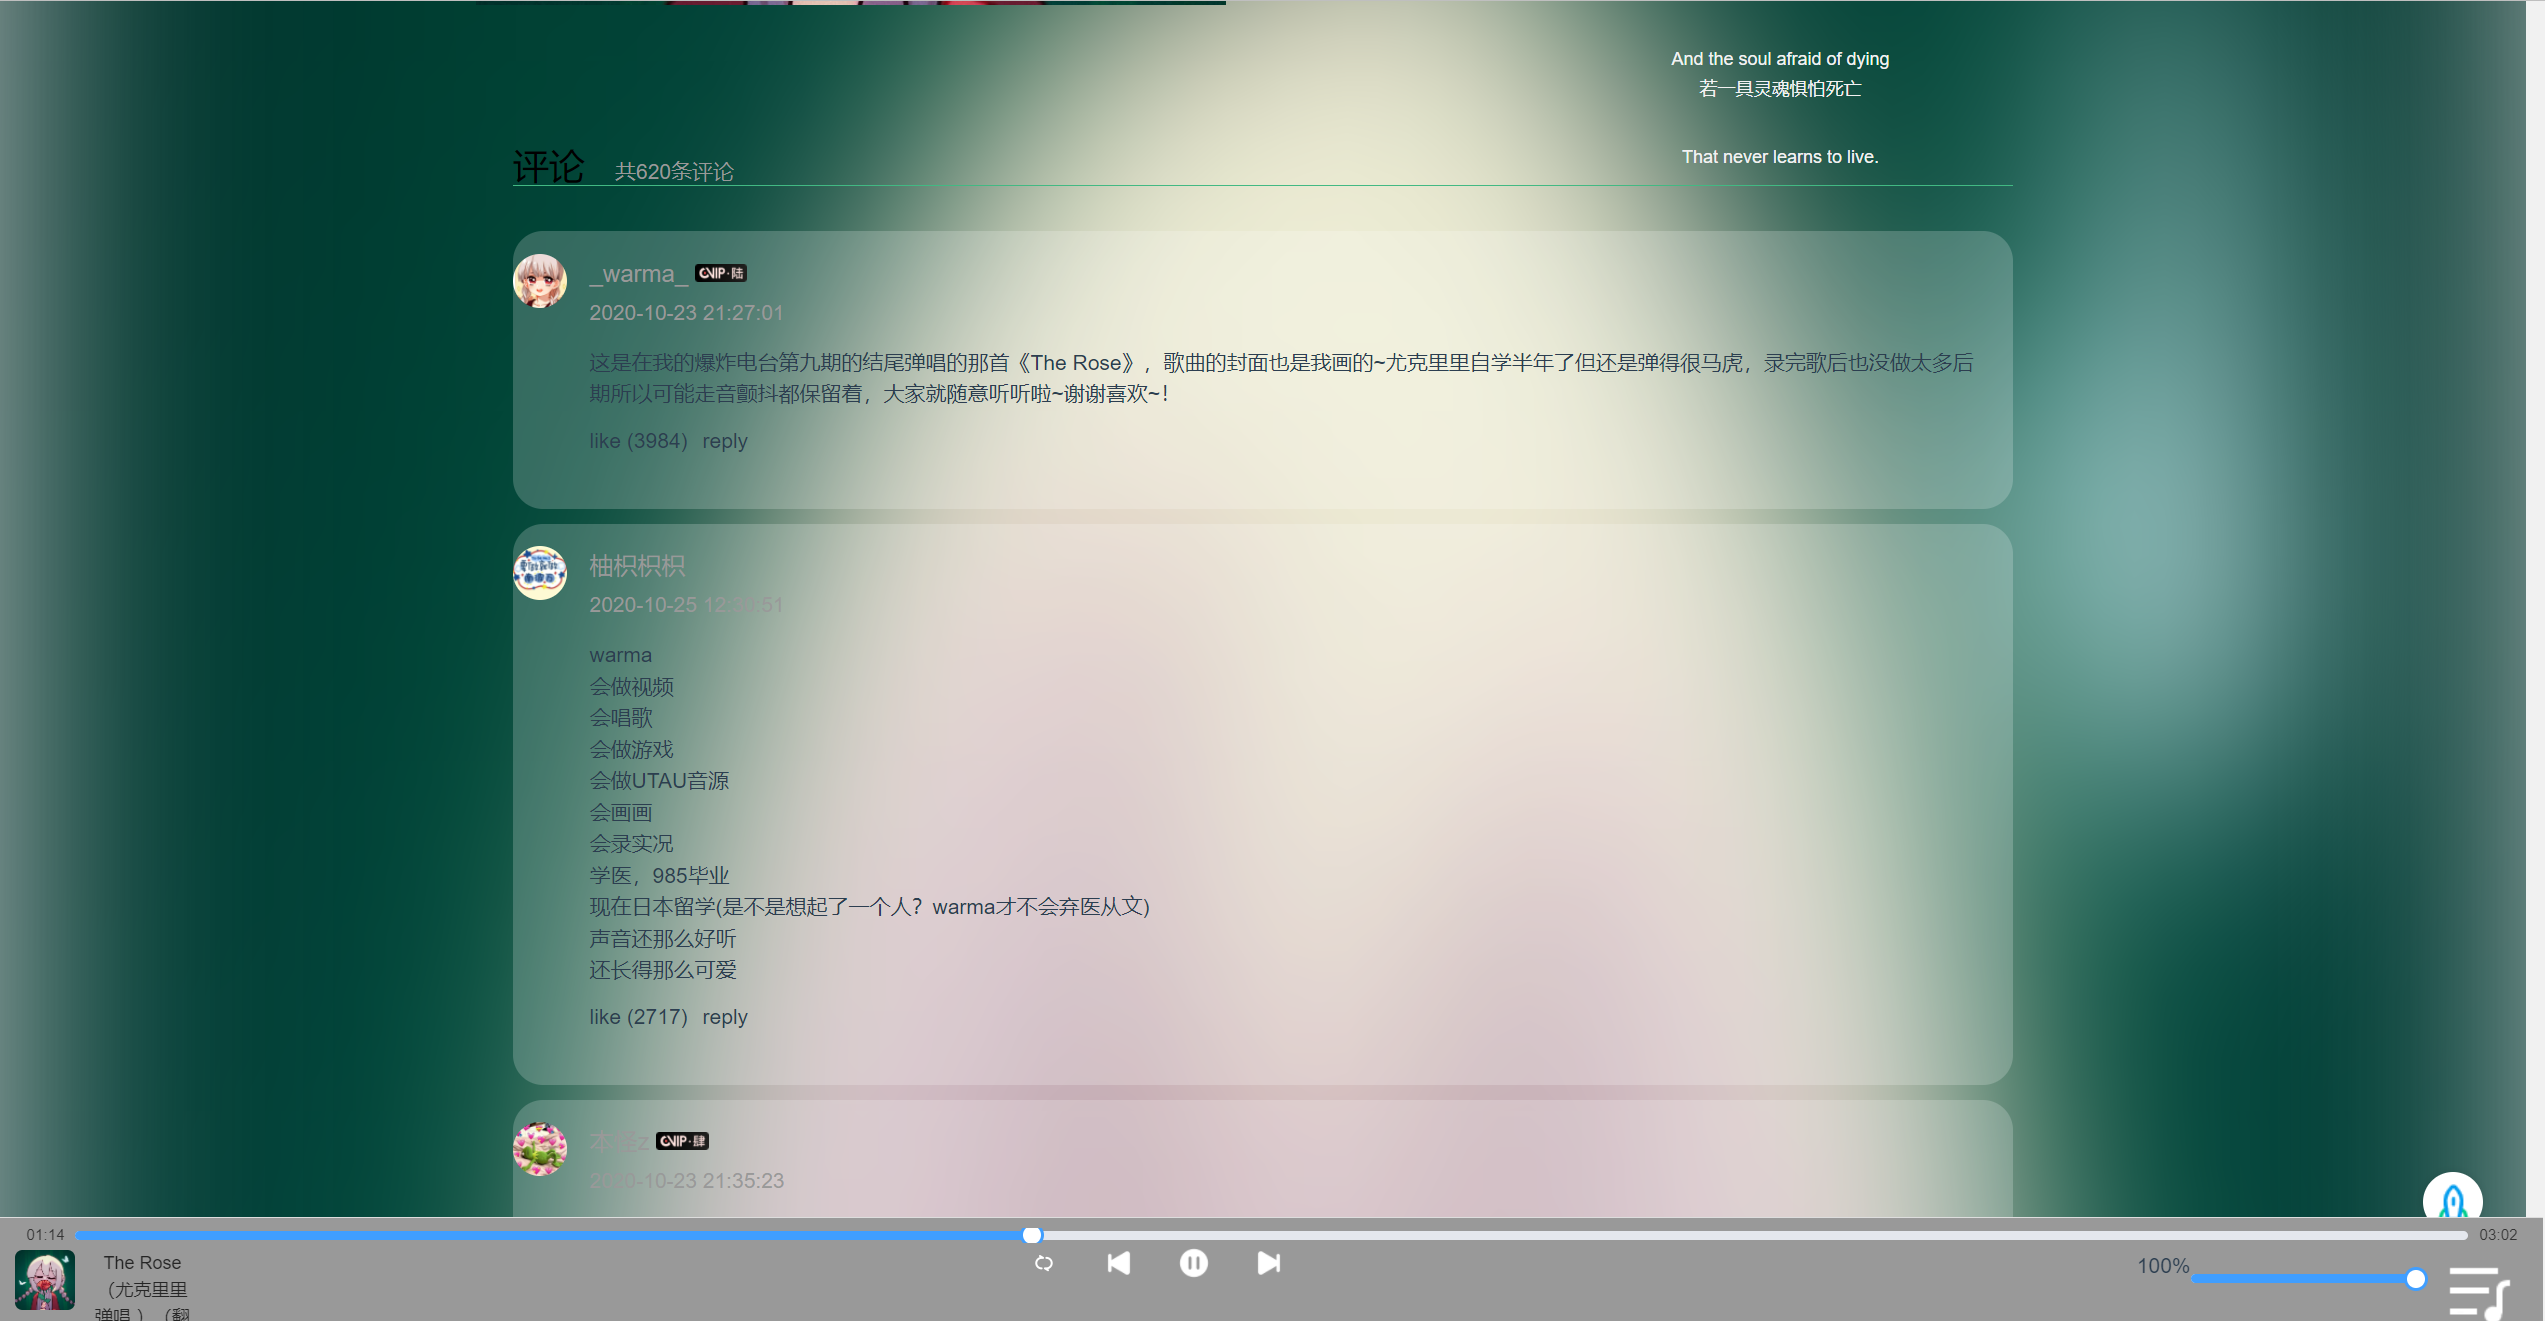 And the soul afraid of dying
若一具灵魂惧怕死亡
That never learns to live.
评论 共620条评论
_warma_ CVIP·陆
2020-10-23 21:27:01
这是在我的爆炸电台第九期的结尾弹唱的那首《The Rose》，歌曲的封面也是我画的~尤克里里自学半年了但还是弹得很马虎，录完歌后也没做太多后
期所以可能走音颤抖都保留着，大家就随意听听啦~谢谢喜欢~！
like (3984) reply
柚枳枳枳
2020-10-25 12:
:51
warma
会做视频
会唱歌
会做游戏
会做UTAU音源
会画画
会录实况
学医，985毕业
现在日本留学(是不是想起了一个人？warma才不会弃医从文)
声音还那么好听
还长得那么可爱
like (2717) reply
CVIP·肆
2020-10-23 21:35:23
01:14
03:02
The Rose
（尤克里里
弹唱 ）（翻
100%